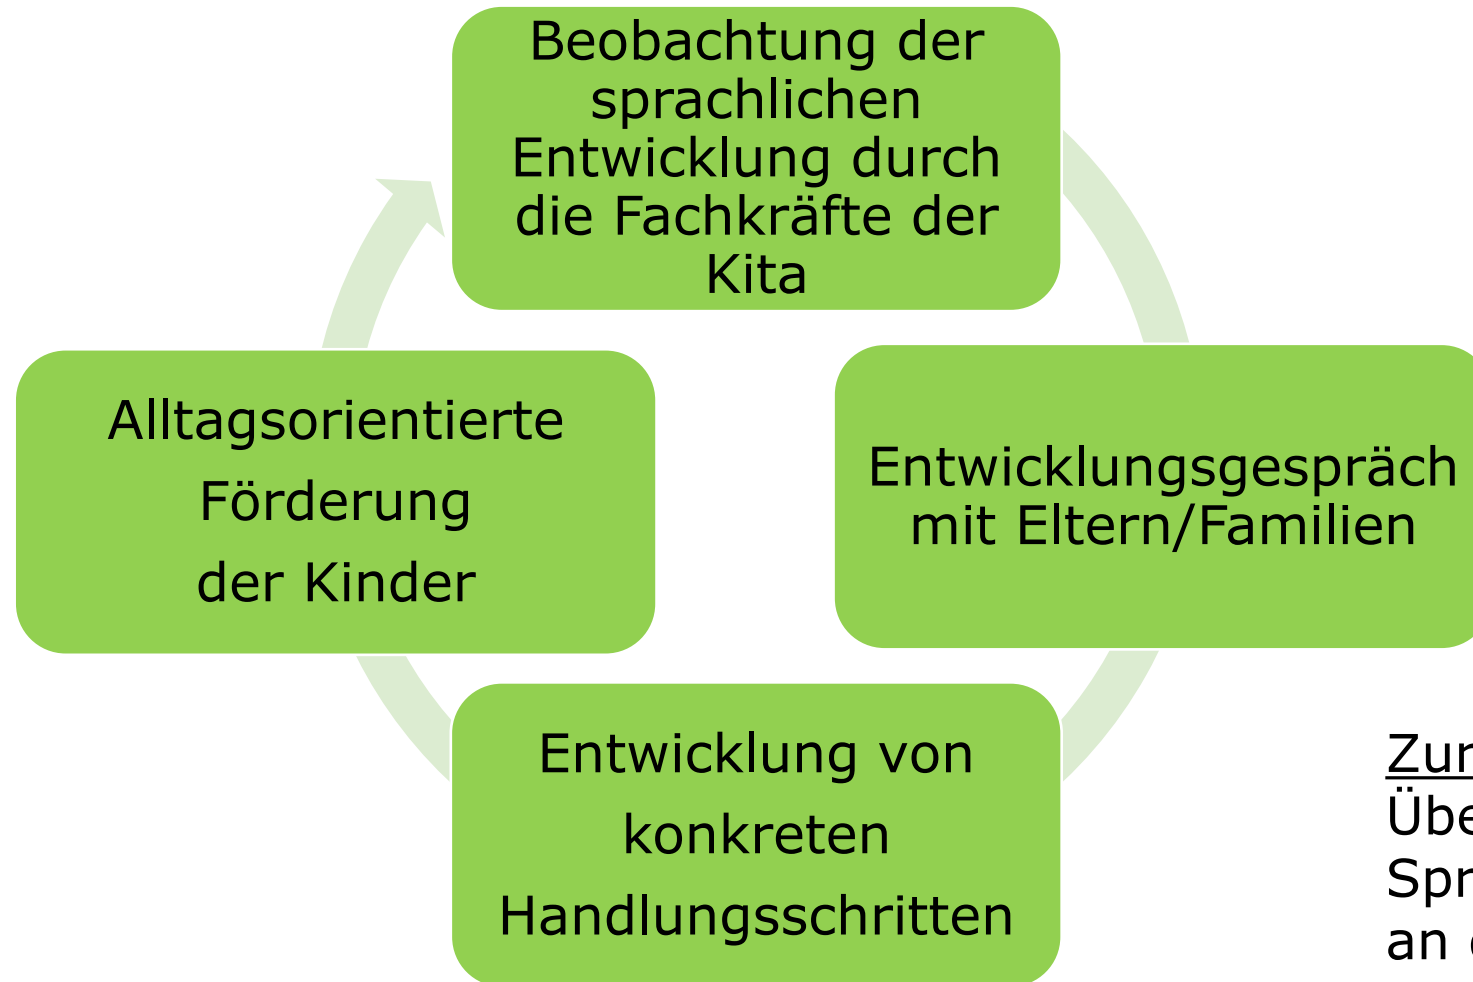 Beobachtung der
sprachlichen
Entwicklung durch
die Fachkräfte der
Kita
Alltagsorientierte
Förderung
der Kinder
Entwicklungsgespräch
mit Eltern/Familien
Entwicklung von
konkreten
Handlungsschritten
an